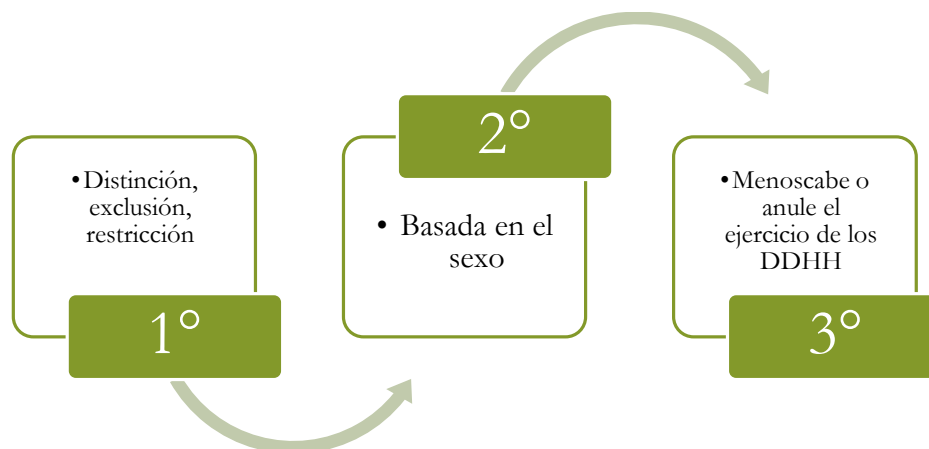 •Distinción,
exclusión,
restricción
1°
2°
• Basada en el
sexo
•Menoscabe o
anule el
ejercicio de los
DDHH
3°